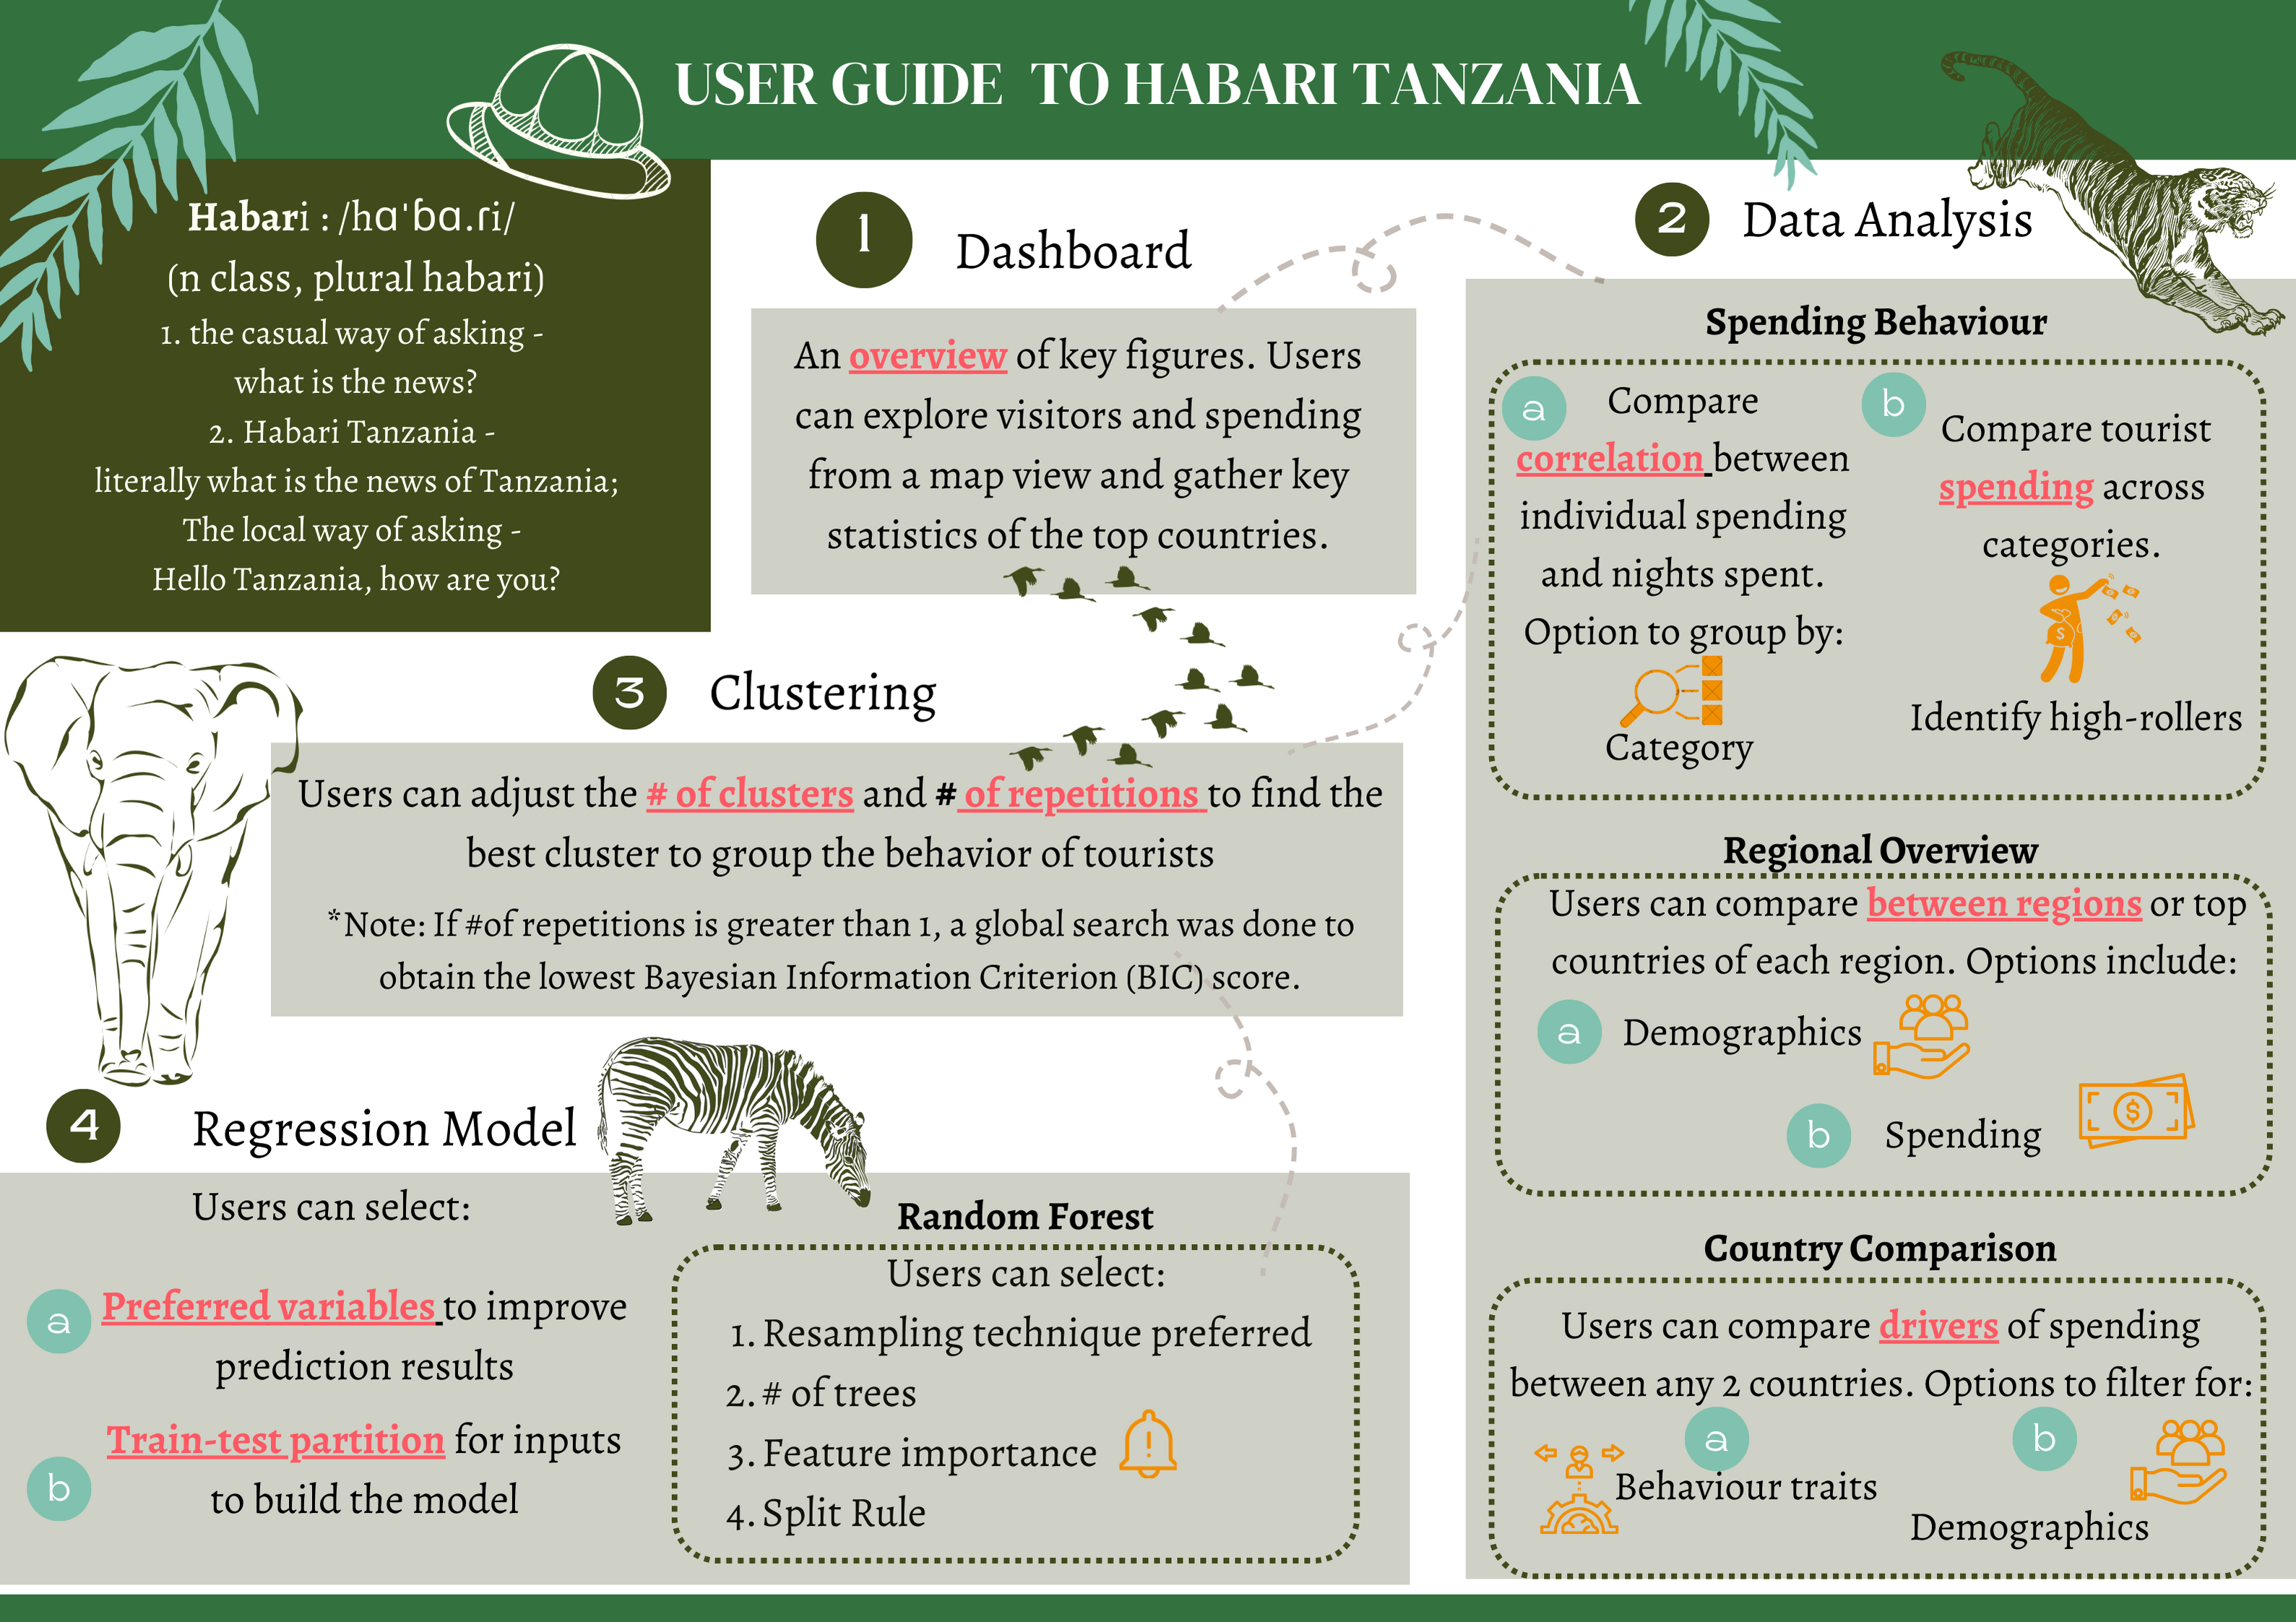 USER GUIDE TO HABARI TANZANIA
Habari : /hɑˈɓɑ.ɾi/
(n class, plural habari)
1. the casual way of asking -
what is the news?
2. Habari Tanzania -
literally what is the news of Tanzania;
The local way of asking -
Hello Tanzania, how are you?
1
Dashboard
An overview of key figures. Users
can explore visitors and spending
from a map view and gather key
statistics of the top countries.
2
Data Analysis
Spending Behaviour
a
Compare
correlation between
individual spending
and nights spent.
Option to group by:
Category
b
Compare tourist
spending across
categories.
$
Identify high-rollers
Regional Overview
Users can compare between regions or top
countries of each region. Options include:
a
Demographics
b
Spending
$
Country Comparison
Users can compare drivers of spending
between any 2 countries. Options to filter for:
a
Behaviour traits
b
Demographics
3
Clustering
Users can adjust the # of clusters and # of repetitions to find the
best cluster to group the behavior of tourists
*Note: If #of repetitions is greater than 1, a global search was done to
obtain the lowest Bayesian Information Criterion (BIC) score.
4
Regression Model
Users can select:
a
Preferred variables to improve
prediction results
b
Train-test partition for inputs
to build the model
Random Forest
Users can select:
1. Resampling technique preferred
2. # of trees
3. Feature importance
4. Split Rule